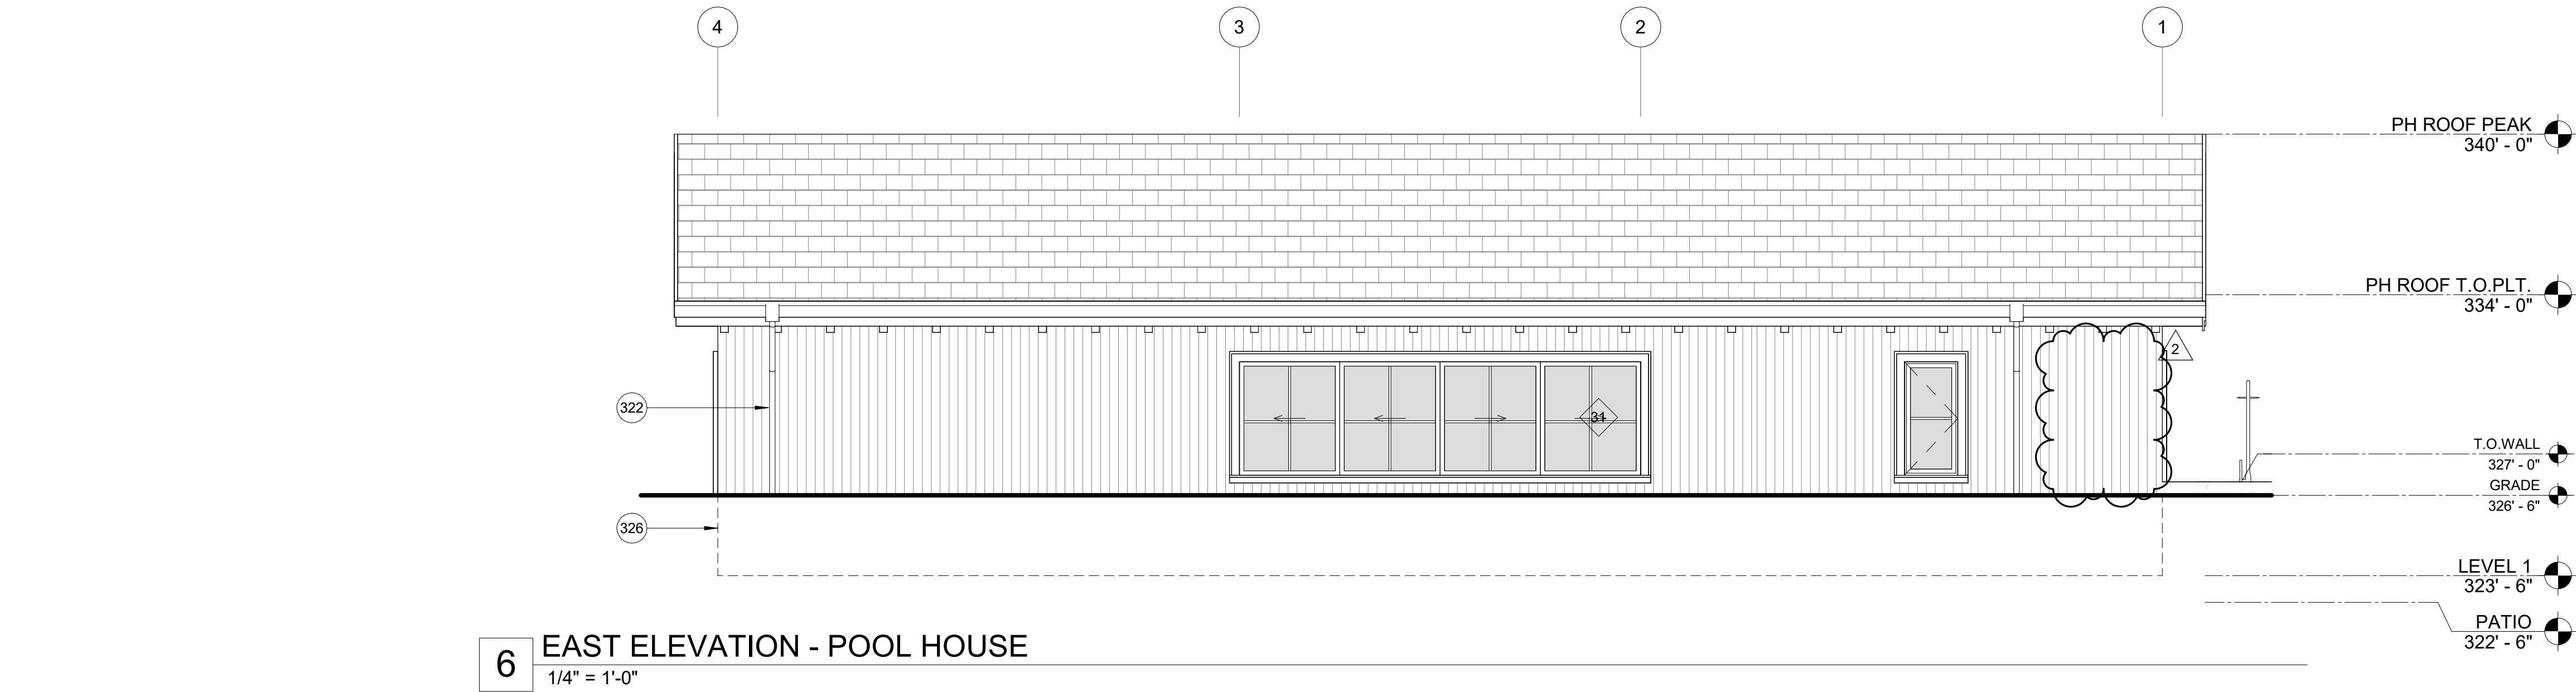 4
3
2
1
PH ROOF PEAK
340' - 0"
PH ROOF T.O.PLT.
334' - 0"
2
322
31
T.O.WALL
327' - 0"
GRADE
326' - 6"
326
LEVEL 1
323' - 6"
PATIO
322' - 6"
6
EAST ELEVATION - POOL HOUSE
1/4" = 1'-0"